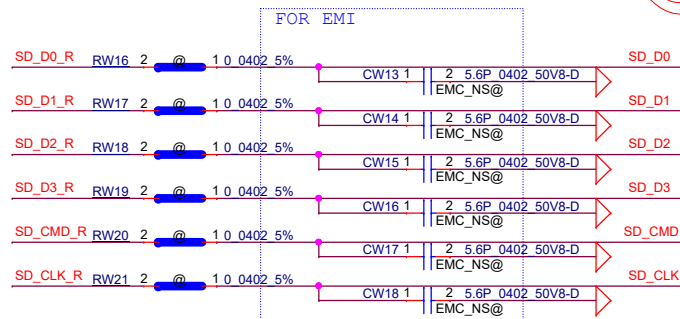 FOR EMI
SD_D0_R RW16 2 @ 1 0_0402_5% SD_D0
CW13 1 2 5.6P_0402_50V8-D
EMC_NS@
SD_D1_R RW17 2 @ 1 0_0402_5% SD_D1
CW14 1 2 5.6P_0402_50V8-D
EMC_NS@
SD_D2_R RW18 2 @ 1 0_0402_5% SD_D2
CW15 1 2 5.6P_0402_50V8-D
EMC_NS@
SD_D3_R RW19 2 @ 1 0_0402_5% SD_D3
CW16 1 2 5.6P_0402_50V8-D
EMC_NS@
SD_CMD_R RW20 2 @ 1 0_0402_5% SD_CMD
CW17 1 2 5.6P_0402_50V8-D
EMC_NS@
SD_CLK_R RW21 2 @ 1 0_0402_5% SD_CLK
CW18 1 2 5.6P_0402_50V8-D
EMC_NS@